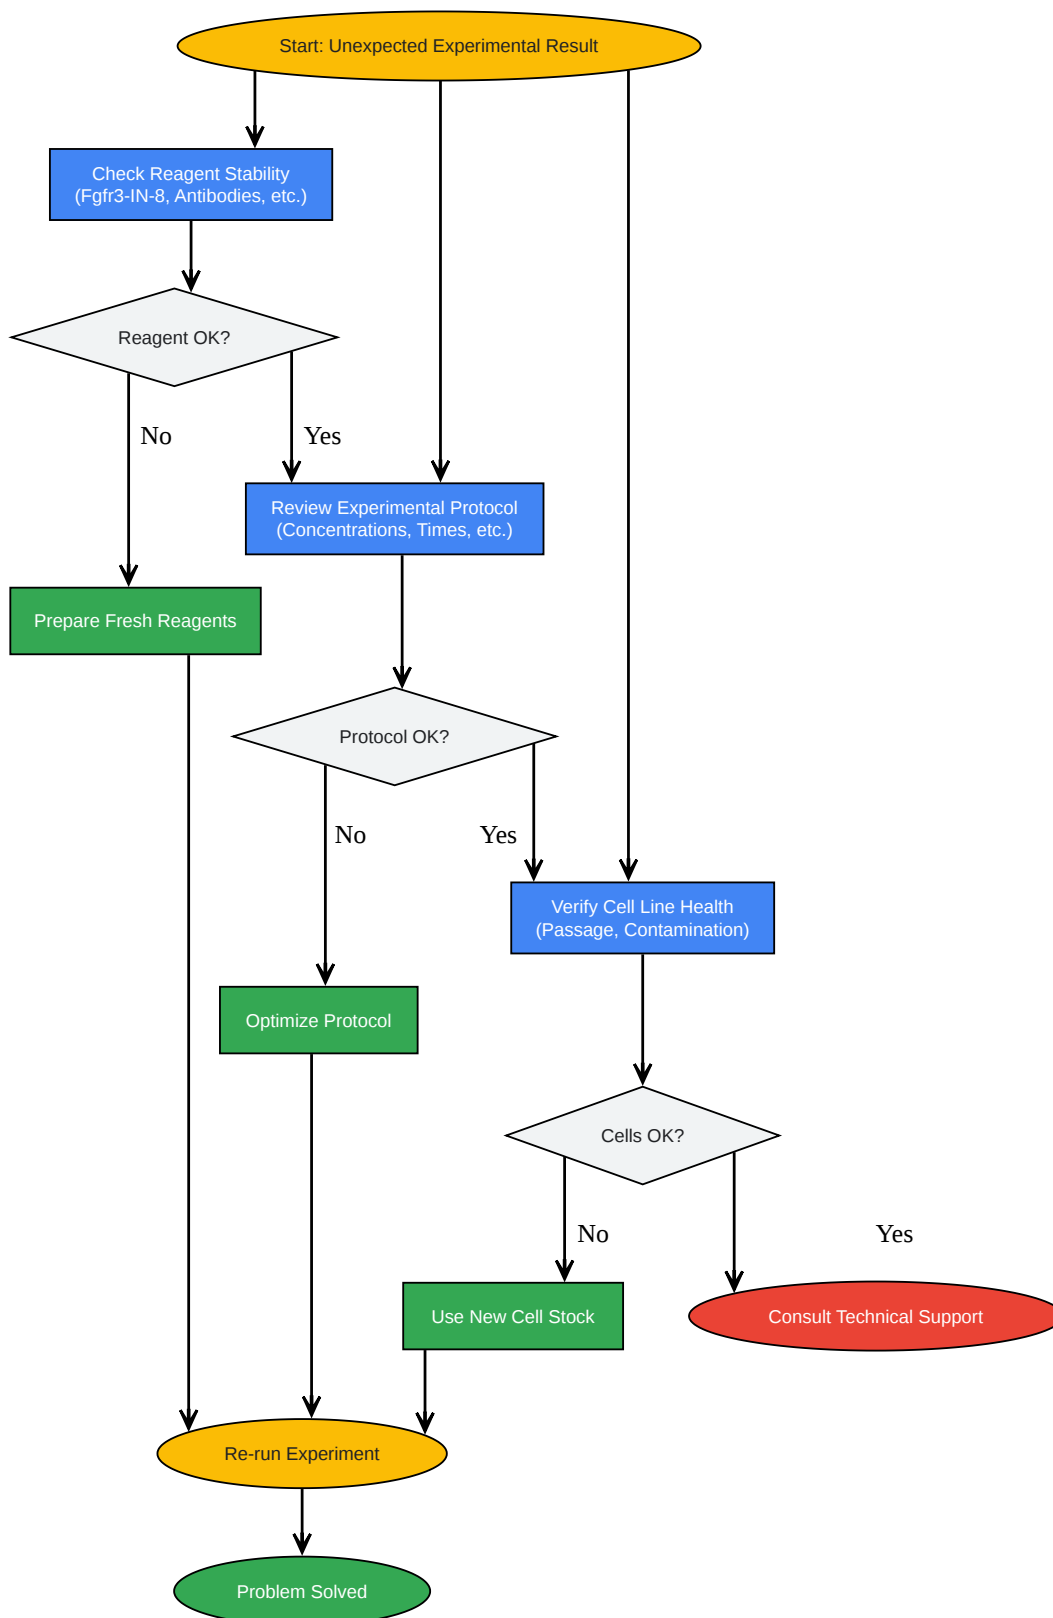 Start: Unexpected Experimental Result
Check Reagent Stability
(Fgfr3-IN-8, Antibodies, etc.)
Reagent OK?
No
Yes
Review Experimental Protocol
(Concentrations, Times, etc.)
Prepare Fresh Reagents
Protocol OK?
No
Yes
Verify Cell Line Health
(Passage, Contamination)
Optimize Protocol
Cells OK?
No
Yes
Use New Cell Stock
Consult Technical Support
Re-run Experiment
Problem Solved